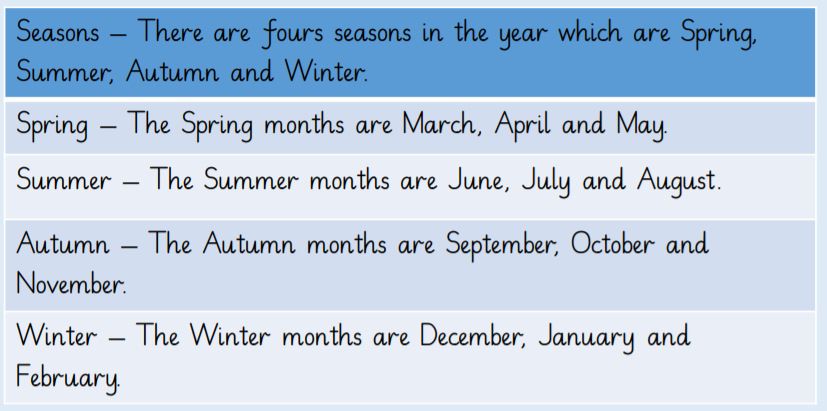 Seasons – There are fours seasons in the year which are Spring,
Summer, Autumn and Winter.
Spring – The Spring months are March, April and May.
Summer – The Summer months are June, July and August.
Autumn – The Autumn months are September, October and
November.
Winter – The Winter months are December, January and
February.